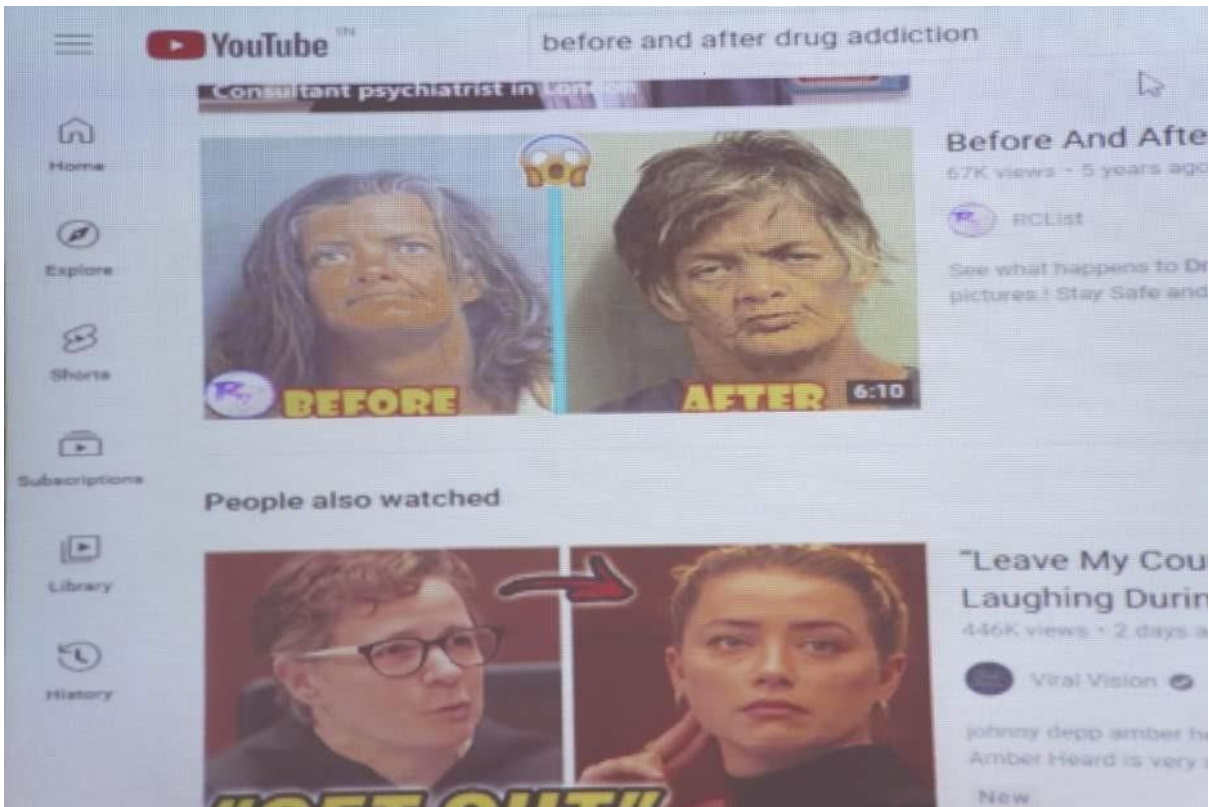 YouTube IN
before and after drug addiction
Consultant psychiatrist in London
Home
Explore
Shorts
Subscriptions
Library
History
BEFORE
AFTER
6:10
Before And Afte
67K views • 5 years ago
RCList
See what happens to Dr
pictures! Stay Safe and
People also watched
"Leave My Cou
Laughing Durin
446K views • 2 days a
Viral Vision
johnny depp amber he
Amber Heard is very s
New
"GET OUT"